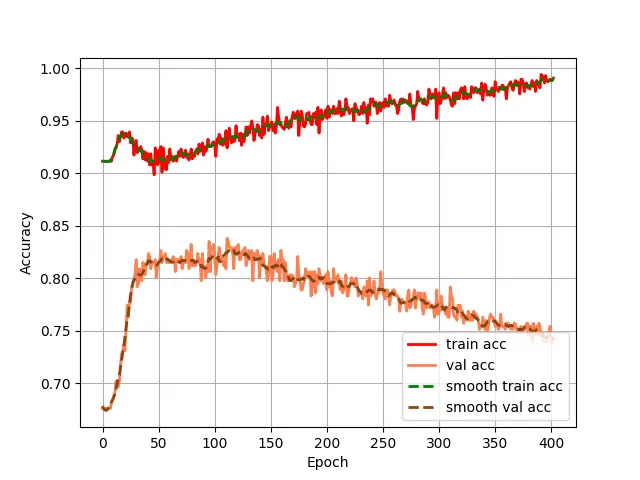 1.00
0.95
0.90
0.85
0.80
0.75
0.70
Accuracy
train acc
val acc
smooth train acc
smooth val acc
0 50 100 150 200 250 300 350 400
Epoch